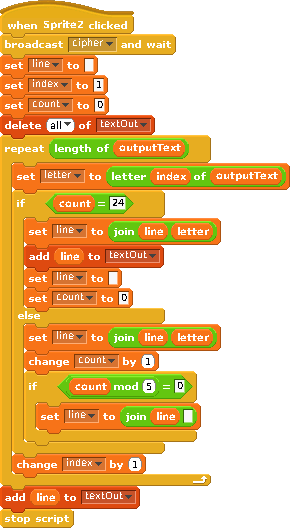 when Sprite2 clicked
broadcast cipher and wait
set line to
set index to 1
set count to 0
delete all of textOut
repeat length of outputText
set letter to letter index of outputText
if count = 24
set line to join line letter
add line to textOut
set line to
set count to 0
else
set line to join line letter
change count by 1
if count mod 5 = 0
set line to join line
change index by 1
add line to textOut
stop script